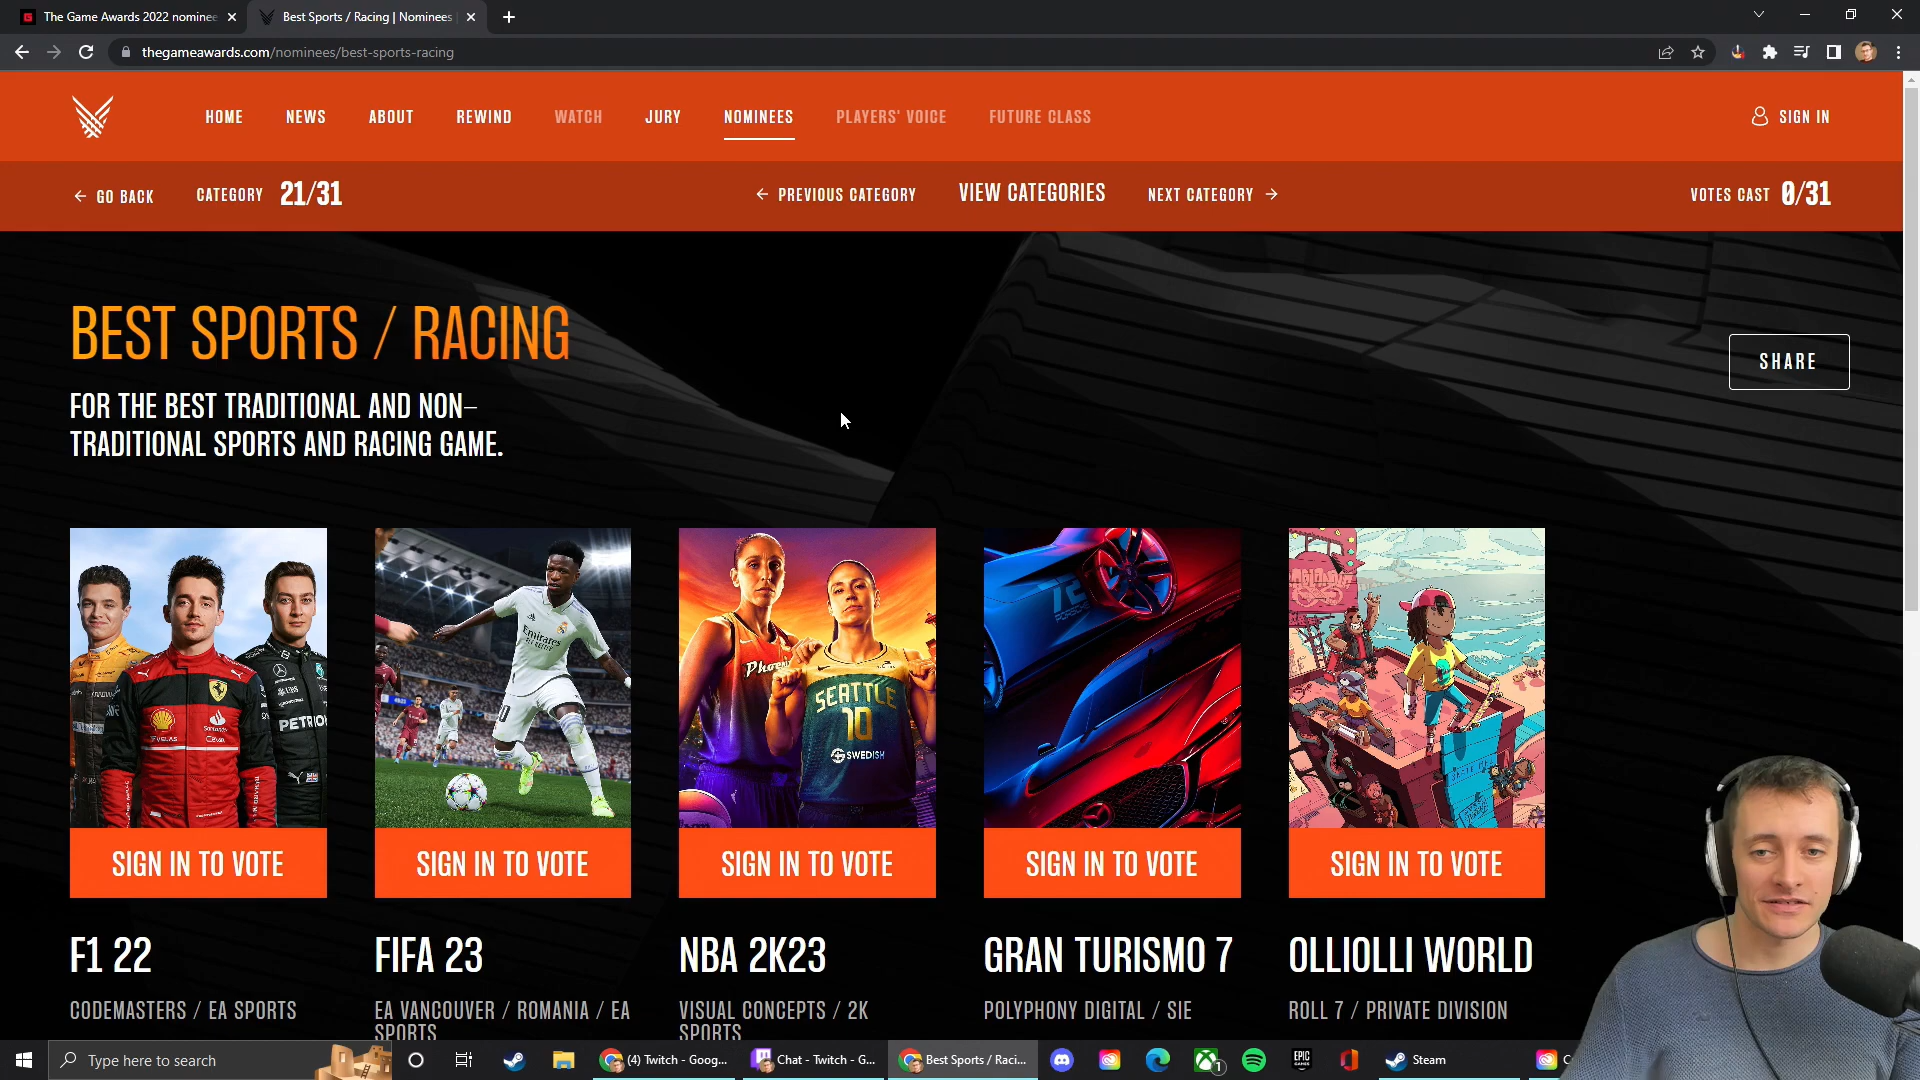 The Game Awards 2022 nominee
Best Sports / Racing | Nominees
thegameawards.com/nominees/best-sports-racing
HOME
NEWS
ABOUT
REWIND
WATCH
JURY
NOMINEES
PLAYERS' VOICE
FUTURE CLASS
SIGN IN
← GO BACK
CATEGORY 21/31
← PREVIOUS CATEGORY
VIEW CATEGORIES
NEXT CATEGORY →
VOTES CAST 0/31
BEST SPORTS / RACING
FOR THE BEST TRADITIONAL AND NON-
TRADITIONAL SPORTS AND RACING GAME.
SHARE
Emirates
SEATTLE
10
SWEDISH
SIGN IN TO VOTE
SIGN IN TO VOTE
SIGN IN TO VOTE
SIGN IN TO VOTE
SIGN IN TO VOTE
F1 22
FIFA 23
NBA 2K23
GRAN TURISMO 7
OLLIOLLI WORLD
CODEMASTERS / EA SPORTS
EA VANCOUVER / ROMANIA / EA
SPORTS
VISUAL CONCEPTS / 2K
SPORTS
POLYPHONY DIGITAL / SIE
ROLL 7 / PRIVATE DIVISION
Type here to search
(4) Twitch - Goog...
Chat - Twitch - G...
Best Sports / Raci...
1
EPIC
Steam